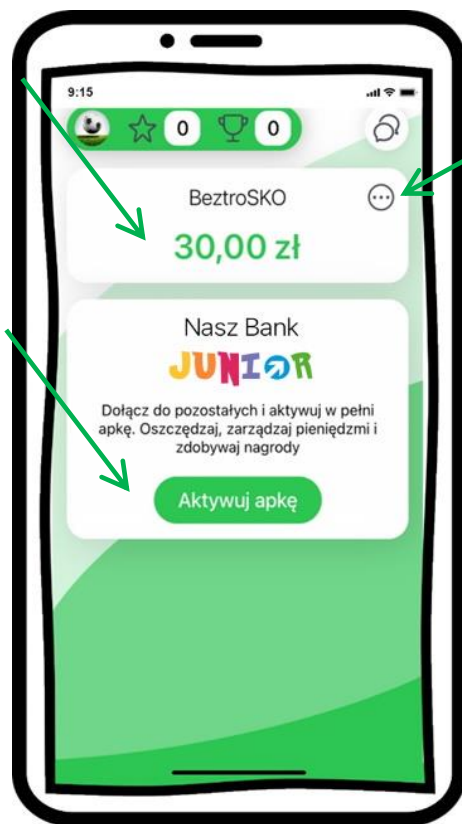 9:15
0 0
BeztroSKO
30,00 zł
Nasz Bank
JUNIOR
Dołącz do pozostałych i aktywuj w pełni
apkę. Oszczędzaj, zarządzaj pieniędzmi i
zdobywaj nagrody
Aktywuj apkę